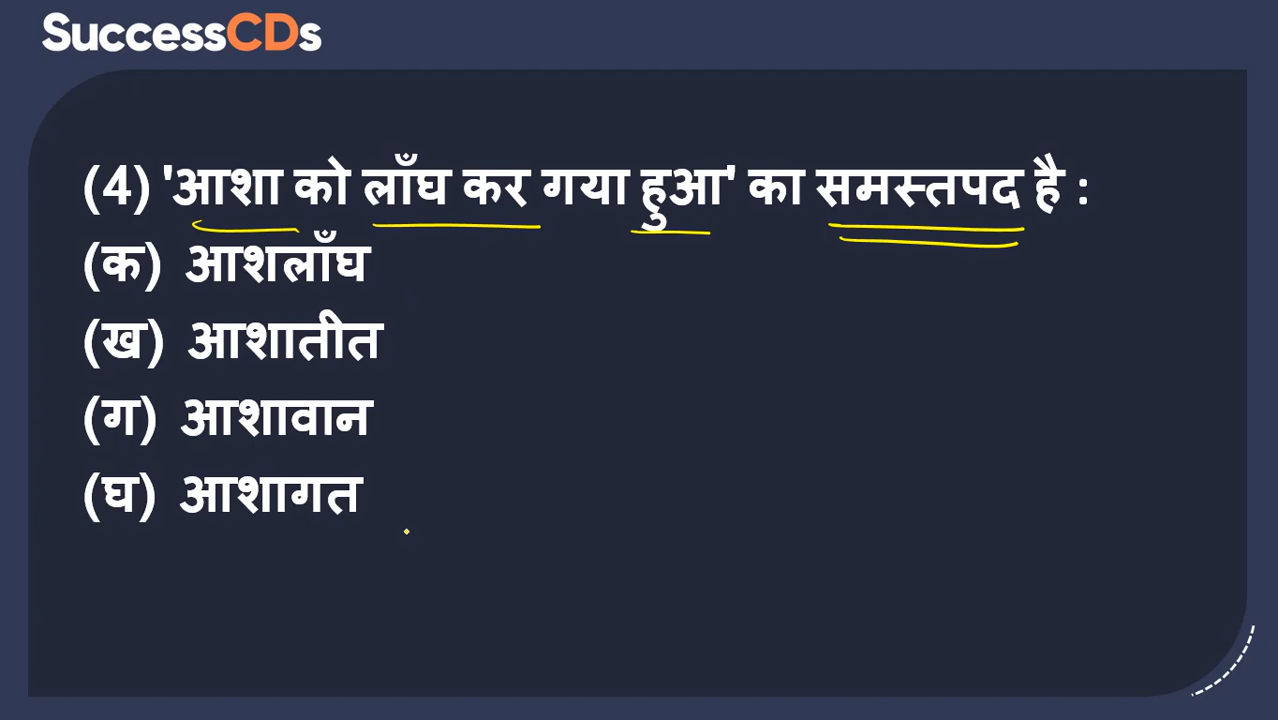 SuccessCDs
(4) 'आशा को लाँघ कर गया हुआ' का समस्तपद है :
(क) आशलाँघ
(ख) आशातीत
(ग) आशावान
(घ) आशागत